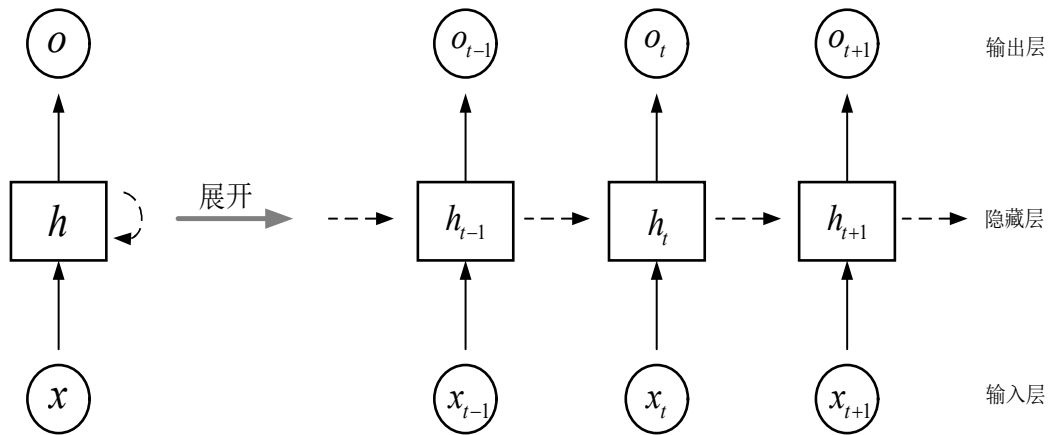 o o_{t-1} o_t o_{t+1} 输出层
展开
h h_{t-1} h_t h_{t+1} 隐藏层
x x_{t-1} x_t x_{t+1} 输入层